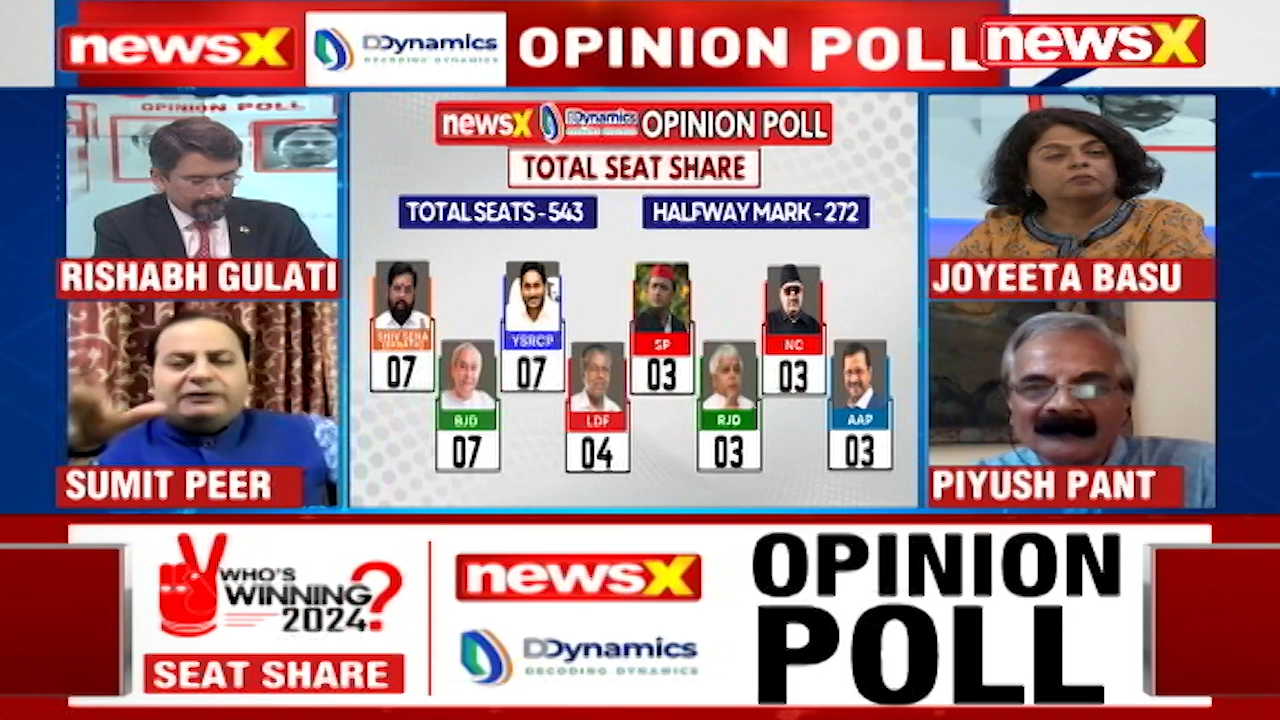 newsX
DDynamics
DECODING DYNAMICS
OPINION POLL
newsX
OPINION POLL
newsX
DDynamics
OPINION POLL
TOTAL SEAT SHARE
TOTAL SEATS - 543
HALFWAY MARK - 272
SHIV SENA
07
BJD
07
YSRCP
07
LDF
04
SP
03
RJD
03
NC
03
AAP
03
RISHABH GULATI
JOYEETA BASU
SUMIT PEER
PIYUSH PANT
WHO'S
WINNING
2024?
SEAT SHARE
newsX
DDynamics
DECODING DYNAMICS
OPINION
POLL